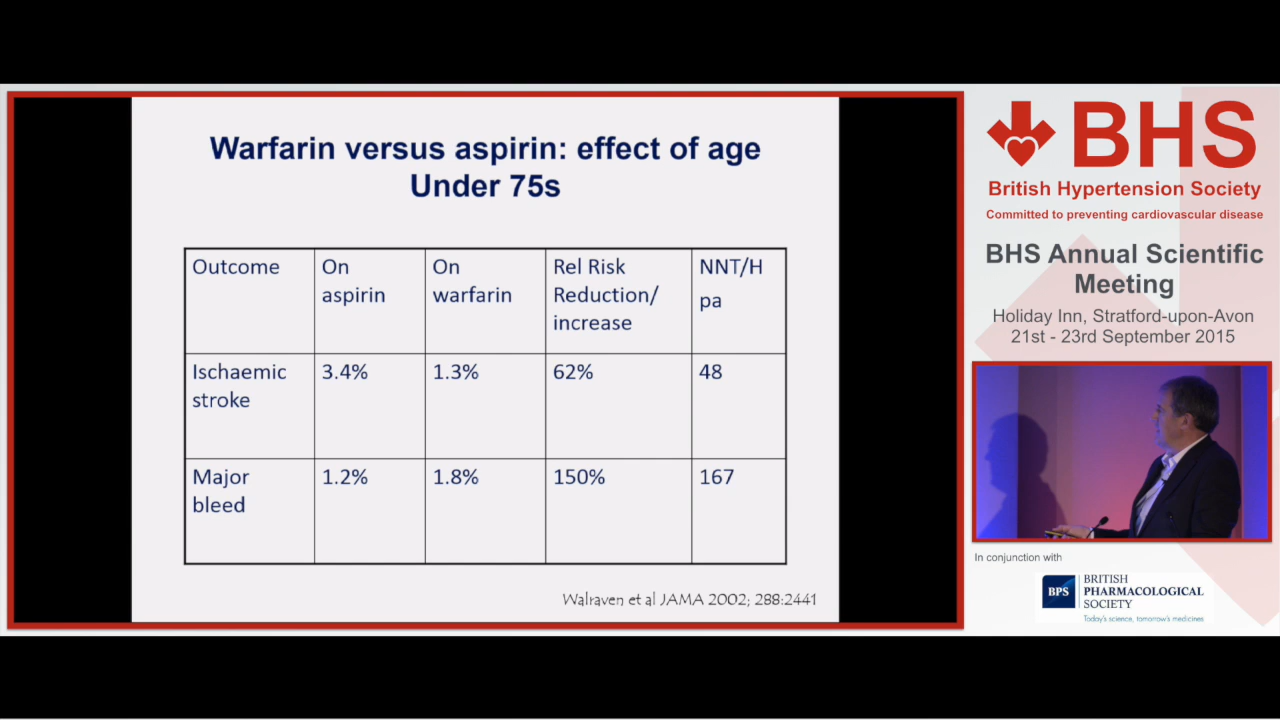 Warfarin versus aspirin: effect of age
Under 75s
Outcome
On
aspirin
On
warfarin
Rel Risk
Reduction/
increase
NNT/H
pa
Ischaemic
stroke
3.4%
1.3%
62%
48
Major
bleed
1.2%
1.8%
150%
167
Walraven et al JAMA 2002; 288:2441
BHS
British Hypertension Society
Committed to preventing cardiovascular disease
BHS Annual Scientific
Meeting
Holiday Inn, Stratford-upon-Avon
21st - 23rd September 2015
In conjunction with
BPS
BRITISH
PHARMACOLOGICAL
SOCIETY
Today's science, tomorrow's medicines